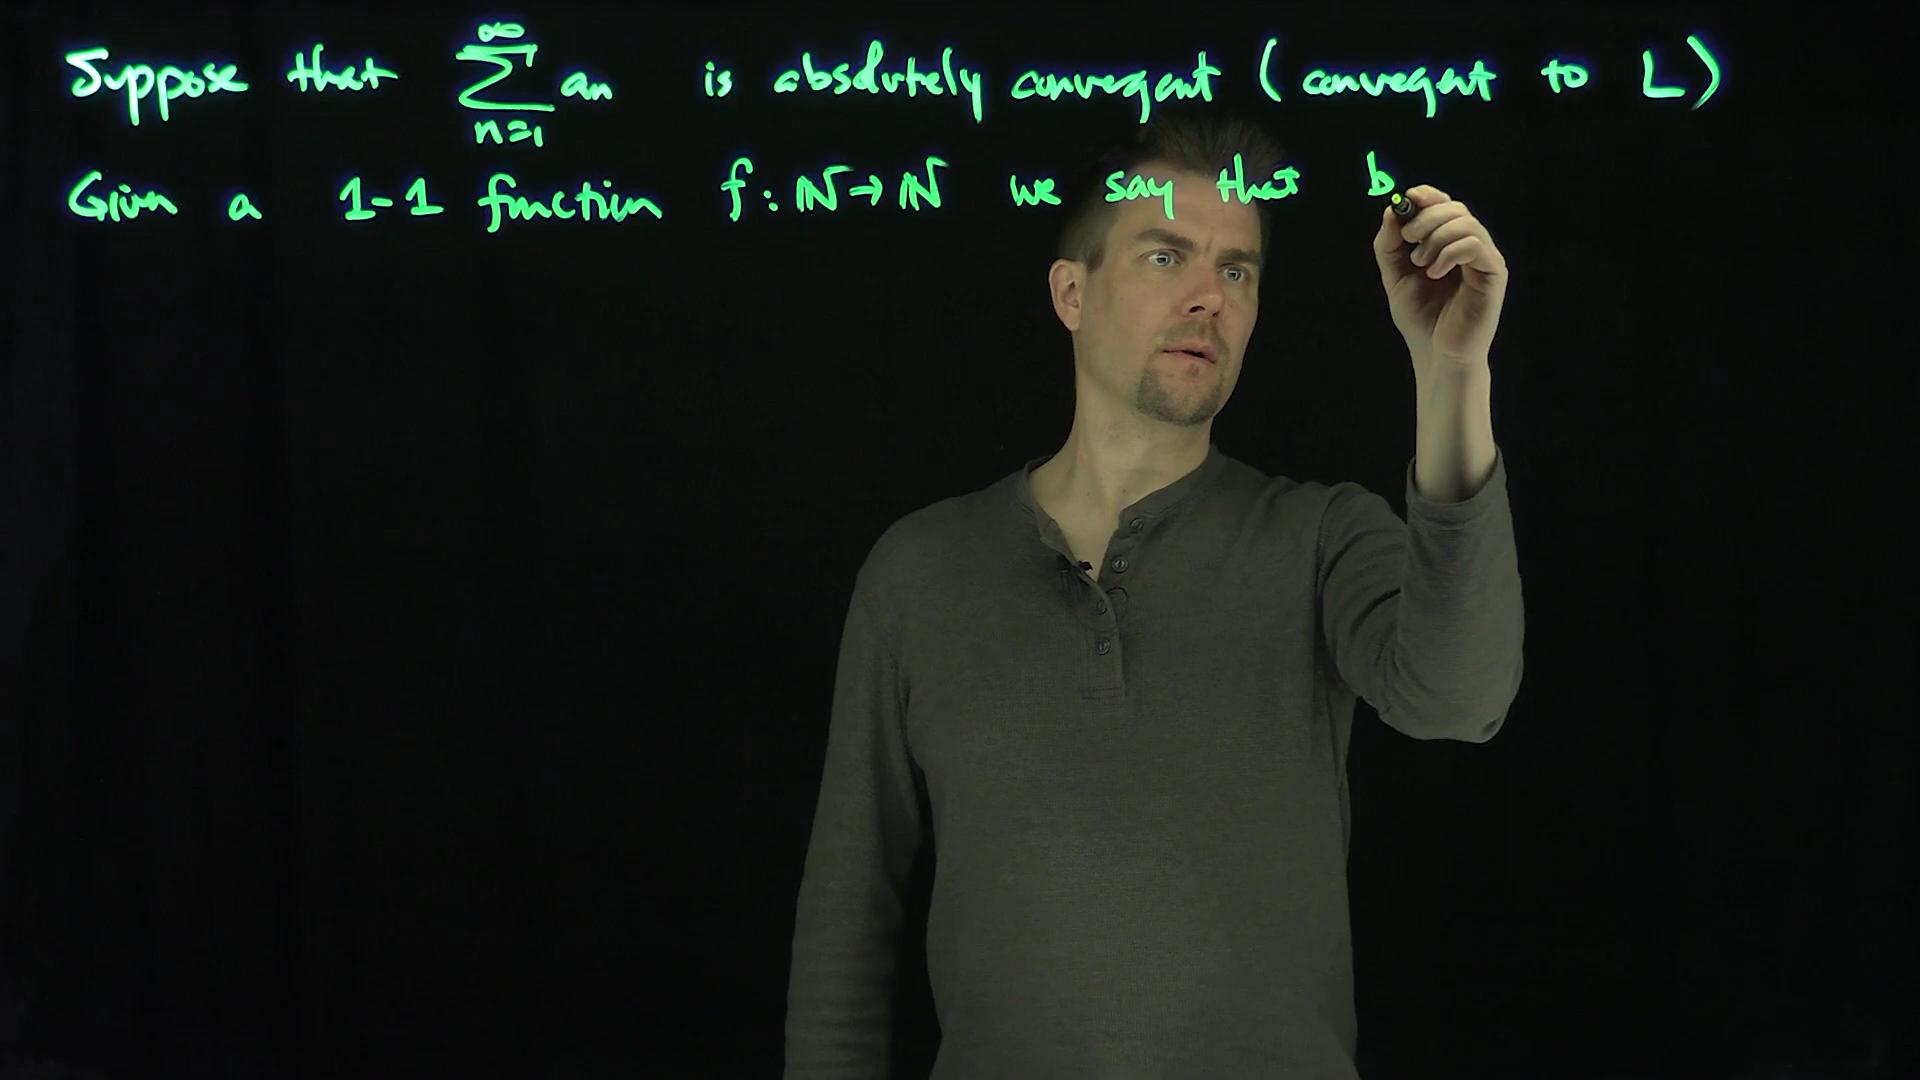 Suppose that ∞∑n=1 an is absolutely convergent (convergent to L)
Given a 1-1 function f: ℕ→ℕ we say that b